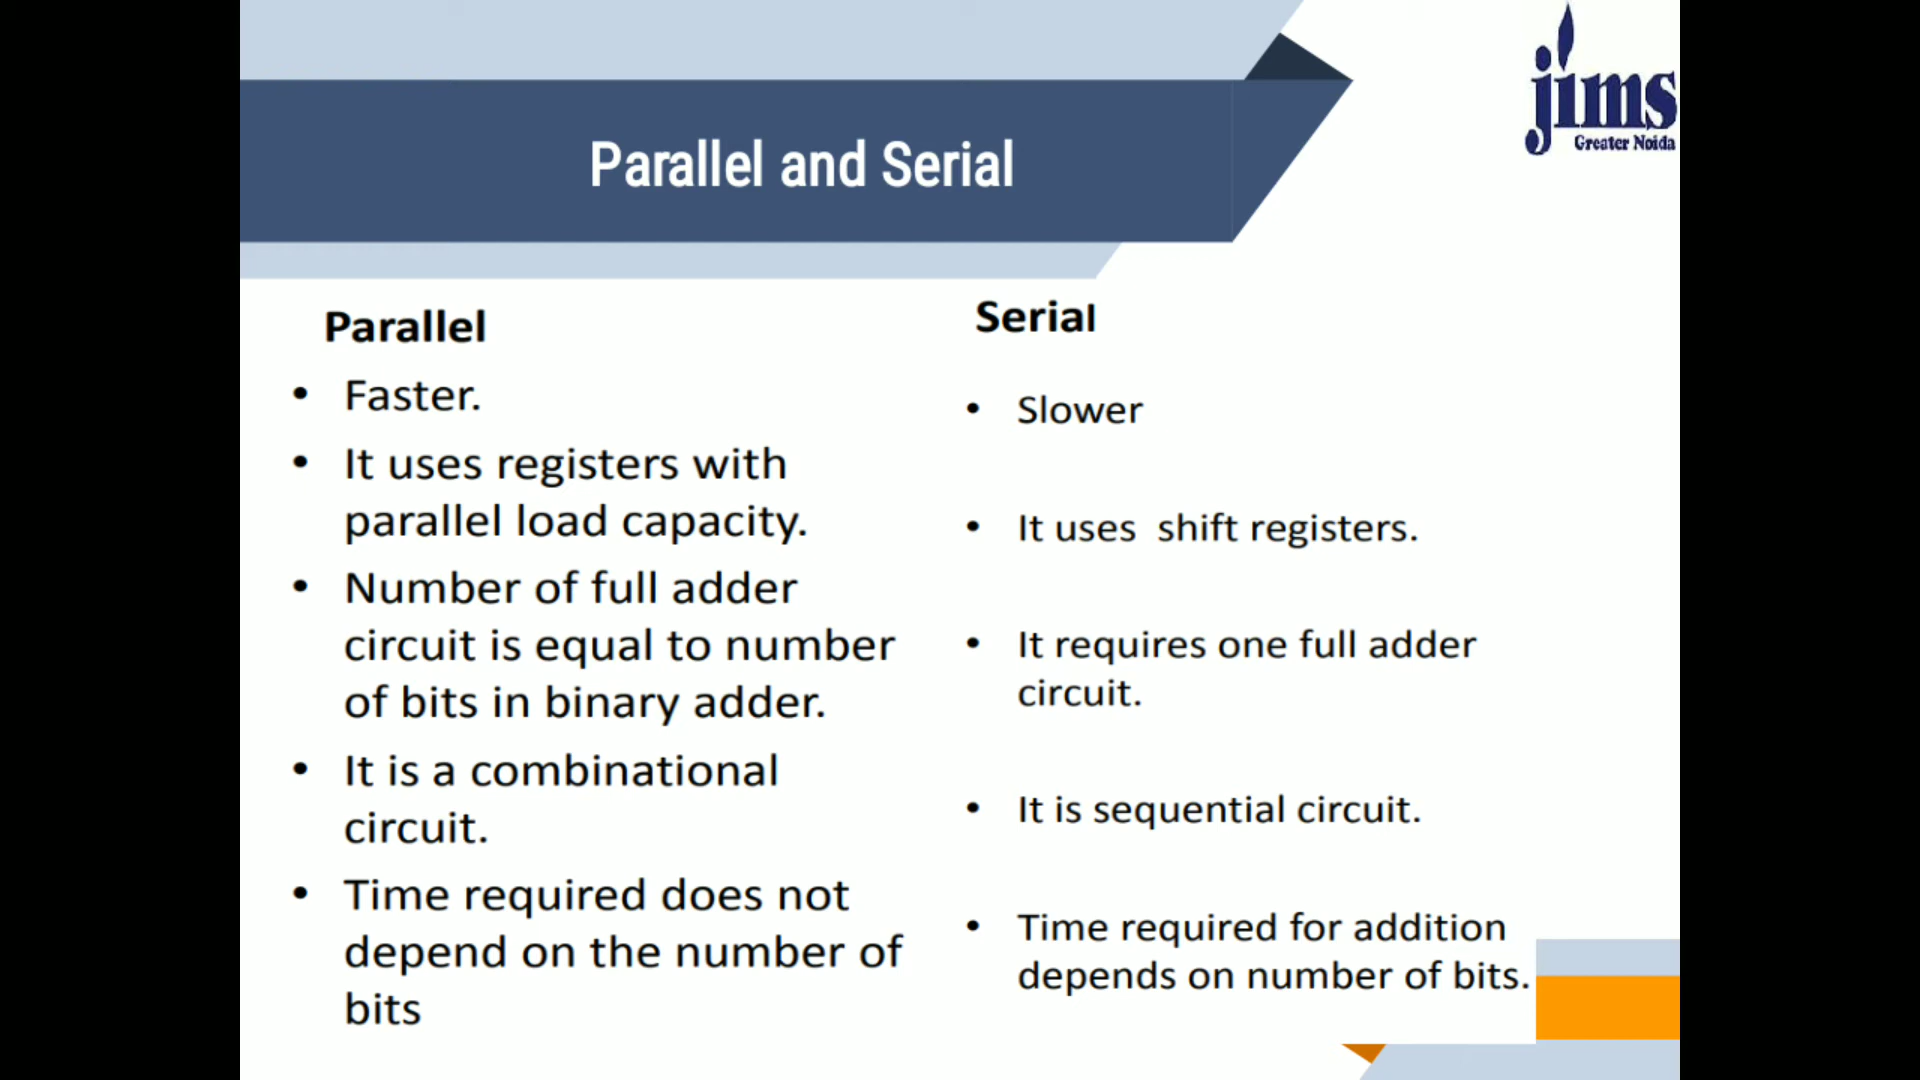 jims
Greater Noida
Parallel and Serial
Parallel
• Faster.
• It uses registers with
parallel load capacity.
• Number of full adder
circuit is equal to number
of bits in binary adder.
• It is a combinational
circuit.
• Time required does not
depend on the number of
bits
Serial
• Slower
• It uses shift registers.
• It requires one full adder
circuit.
• It is sequential circuit.
• Time required for addition
depends on number of bits.